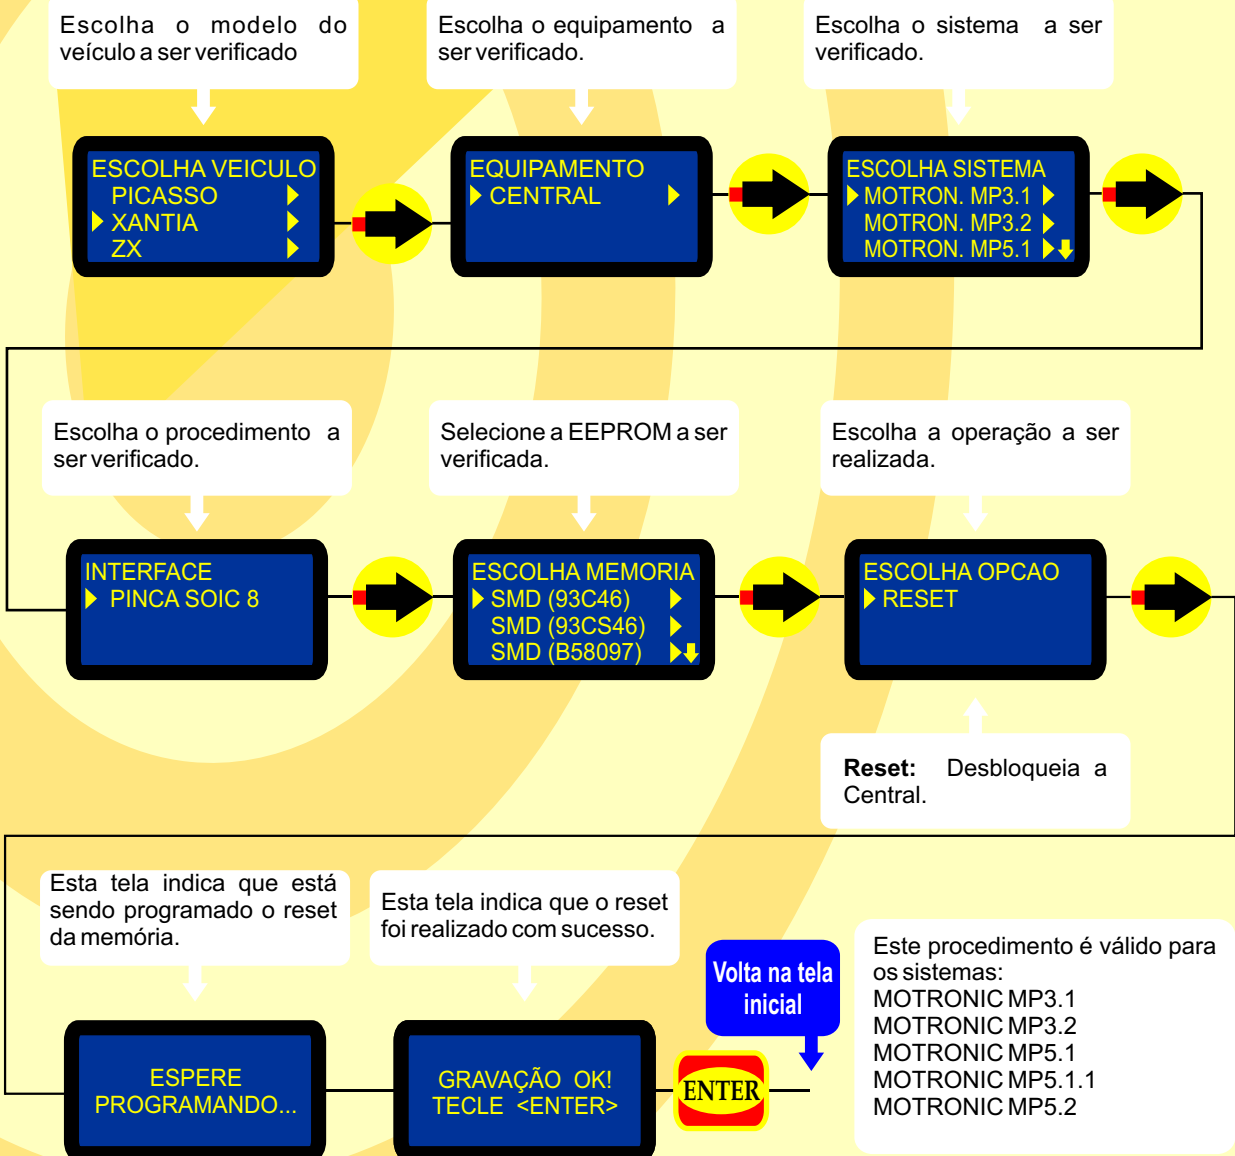 Escolha o modelo do
veículo a ser verificado
Escolha o equipamento a
ser verificado.
Escolha o sistema a ser
verificado.
ESCOLHA VEICULO
PICASSO
XANTIA
ZX
EQUIPAMENTO
CENTRAL
ESCOLHA SISTEMA
MOTRON. MP3.1
MOTRON. MP3.2
MOTRON. MP5.1
Escolha o procedimento a
ser verificado.
Selecione a EEPROM a ser
verificada.
Escolha a operação a ser
realizada.
INTERFACE
PINCA SOIC 8
ESCOLHA MEMORIA
SMD (93C46)
SMD (93CS46)
SMD (B58097)
ESCOLHA OPCAO
RESET
Reset: Desbloqueia a
Central.
Esta tela indica que está
sendo programado o reset
da memória.
Esta tela indica que o reset
foi realizado com sucesso.
ESPERE
PROGRAMANDO...
GRAVAÇÃO OK!
TECLE <ENTER>
ENTER
Volta na tela
inicial
Este procedimento é válido para
os sistemas:
MOTRONIC MP3.1
MOTRONIC MP3.2
MOTRONIC MP5.1
MOTRONIC MP5.1.1
MOTRONIC MP5.2